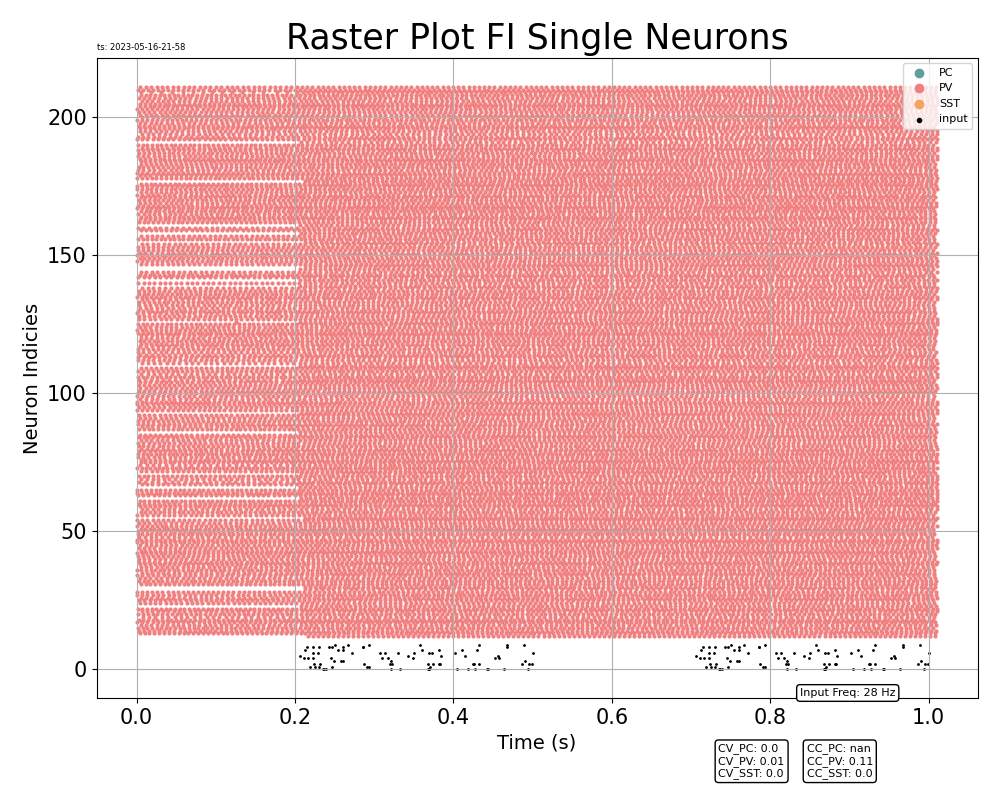 Raster Plot FI Single Neurons
ts: 2023-05-16-21-58
PC
PV
SST
input
200
150
100
50
0
Neuron Indicies
0.0 0.2 0.4 0.6 0.8 1.0
Time (s)
Input Freq: 28 Hz
CV_PC: 0.0
CV_PV: 0.01
CV_SST: 0.0
CC_PC: nan
CC_PV: 0.11
CC_SST: 0.0